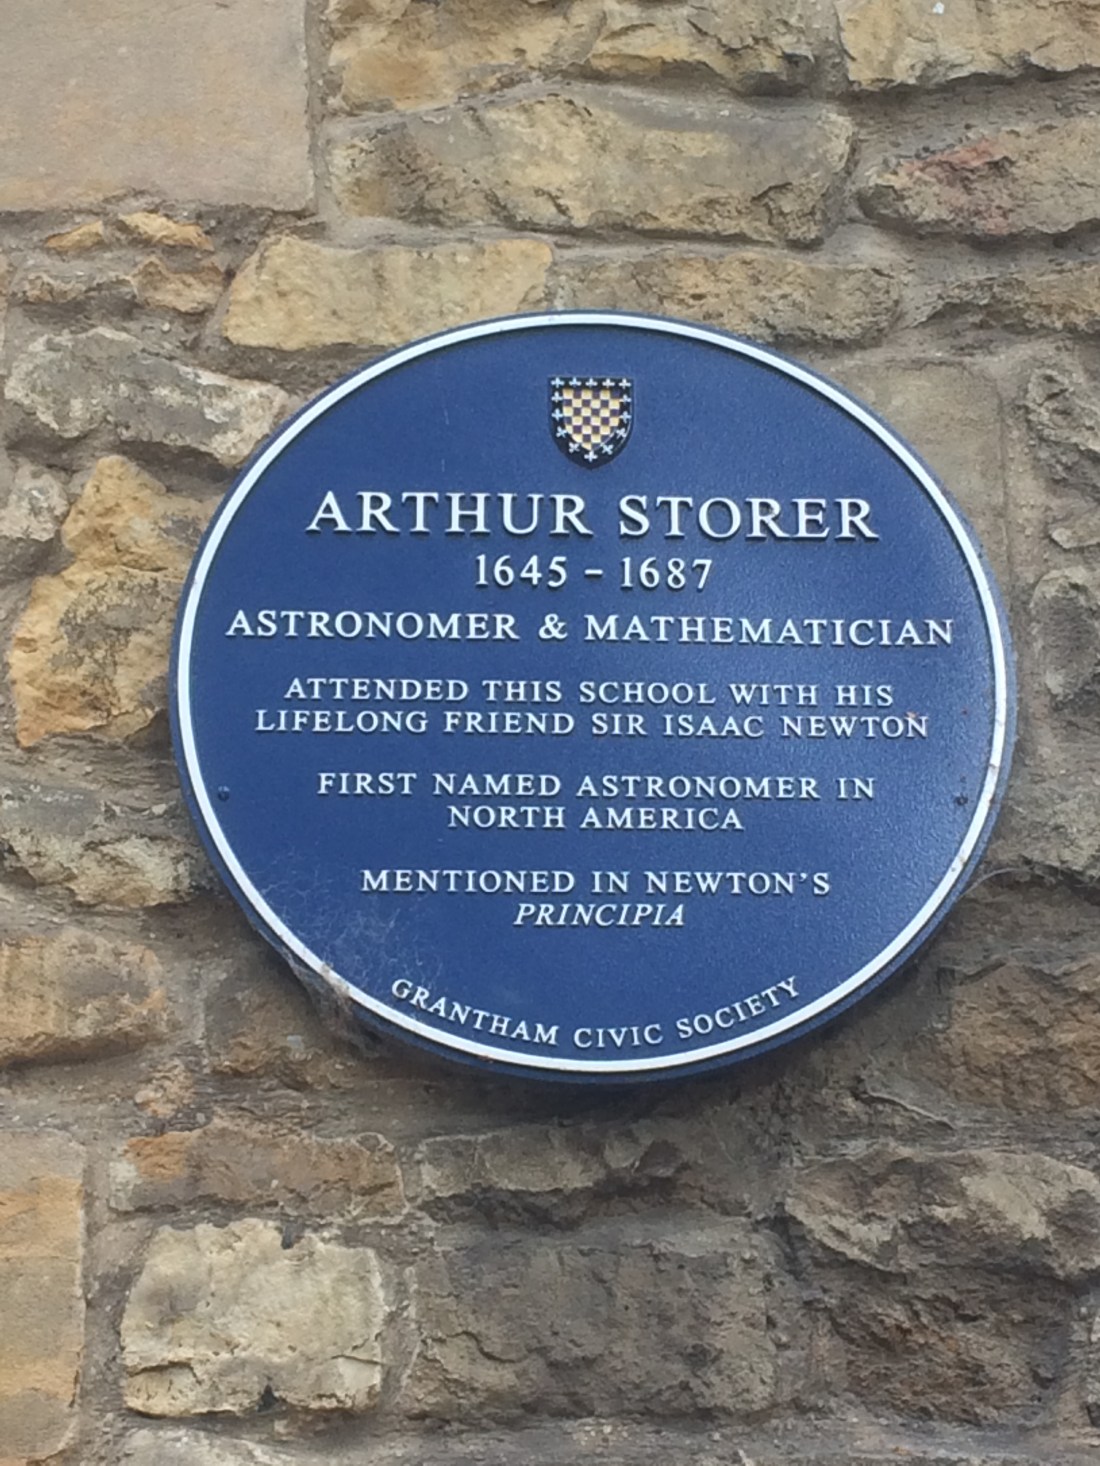 ARTHUR STORER
1645 - 1687
ASTRONOMER & MATHEMATICIAN
ATTENDED THIS SCHOOL WITH HIS
LIFELONG FRIEND SIR ISAAC NEWTON
FIRST NAMED ASTRONOMER IN
NORTH AMERICA
MENTIONED IN NEWTON'S
PRINCIPIA
GRANTHAM CIVIC SOCIETY